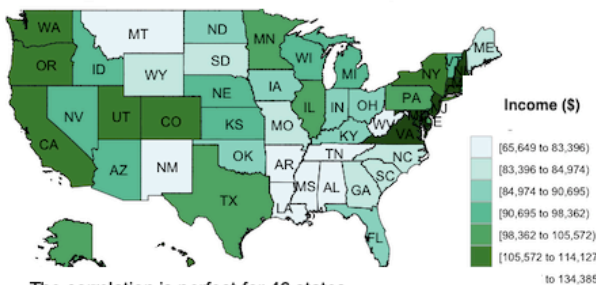 WA
MT
ND
MN
ME
OR
ID
SD
WI
MI
NY
WY
IA
PA
NV
NE
IL
IN
OH
CA
UT
CO
KS
MO
KY
WV
VA
AZ
NM
OK
AR
TN
NC
SC
TX
LA
MS
AL
GA
FL
Income ($)
[65,649 to 83,396)
[83,396 to 84,974)
[84,974 to 90,695)
[90,695 to 98,362)
[98,362 to 105,572)
[105,572 to 114,127
to 134,385